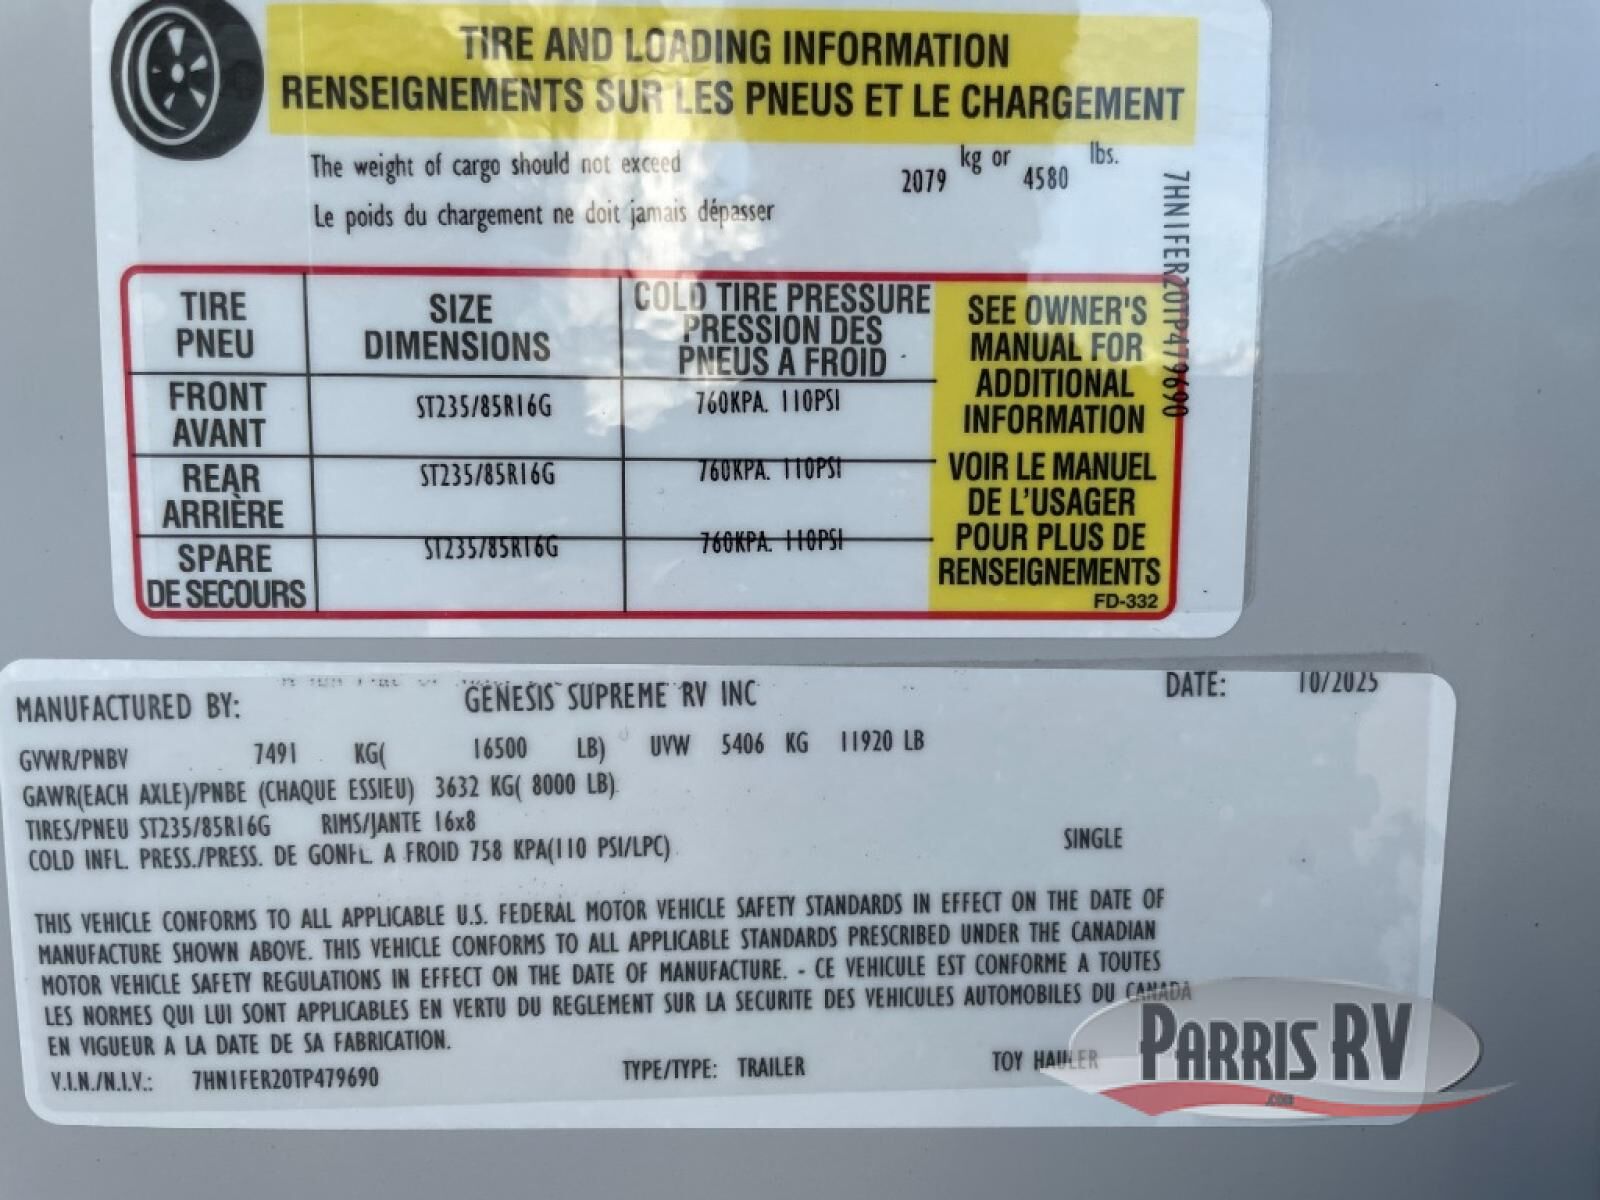 TIRE AND LOADING INFORMATION
RENSEIGNEMENTS SUR LES PNEUS ET LE CHARGEMENT
The weight of cargo should not exceed 2079 kg or 4580 lbs.
Le poids du chargement ne doit jamais dépasser
7HN1FER20TP479690
TIRE PNEU
SIZE DIMENSIONS
COLD TIRE PRESSURE
PRESSION DES
PNEUS A FROID
FRONT AVANT ST235/85R16G 760KPA. 110PSI
REAR ARRIÈRE ST235/85R16G 760KPA. 110PSI
SPARE DE SECOURS ST235/85R16G 760KPA. 110PSI
SEE OWNER'S
MANUAL FOR
ADDITIONAL
INFORMATION
VOIR LE MANUEL
DE L'USAGER
POUR PLUS DE
RENSEIGNEMENTS
FD-332
MANUFACTURED BY: GENESIS SUPREME RV INC DATE: 10/2025
GVWR/PNBV 7491 KG( 16500 LB) UVW 5406 KG 11920 LB
GAWR(EACH AXLE)/PNBE (CHAQUE ESSIEU) 3632 KG( 8000 LB)
TIRES/PNEU ST235/85R16G RIMS/JANTE 16x8
COLD INFL. PRESS./PRESS. DE GONFL A FROID 758 KPA(110 PSI/LPC) SINGLE
THIS VEHICLE CONFORMS TO ALL APPLICABLE U.S. FEDERAL MOTOR VEHICLE SAFETY STANDARDS IN EFFECT ON THE DATE OF
MANUFACTURE SHOWN ABOVE. THIS VEHICLE CONFORMS TO ALL APPLICABLE STANDARDS PRESCRIBED UNDER THE CANADIAN
MOTOR VEHICLE SAFETY REGULATIONS IN EFFECT ON THE DATE OF MANUFACTURE. - CE VEHICULE EST CONFORME A TOUTES
LES NORMES QUI LUI SONT APPLICABLES EN VERTU DU REGLEMENT SUR LA SECURITE DES VEHICULES AUTOMOBILES DU CANADA
EN VIGUEUR A LA DATE DE SA FABRICATION.
V.I.N./N.I.V.: 7HN1FER20TP479690 TYPE/TYPE: TRAILER TOY HAULER
PARRIS RV
.COM